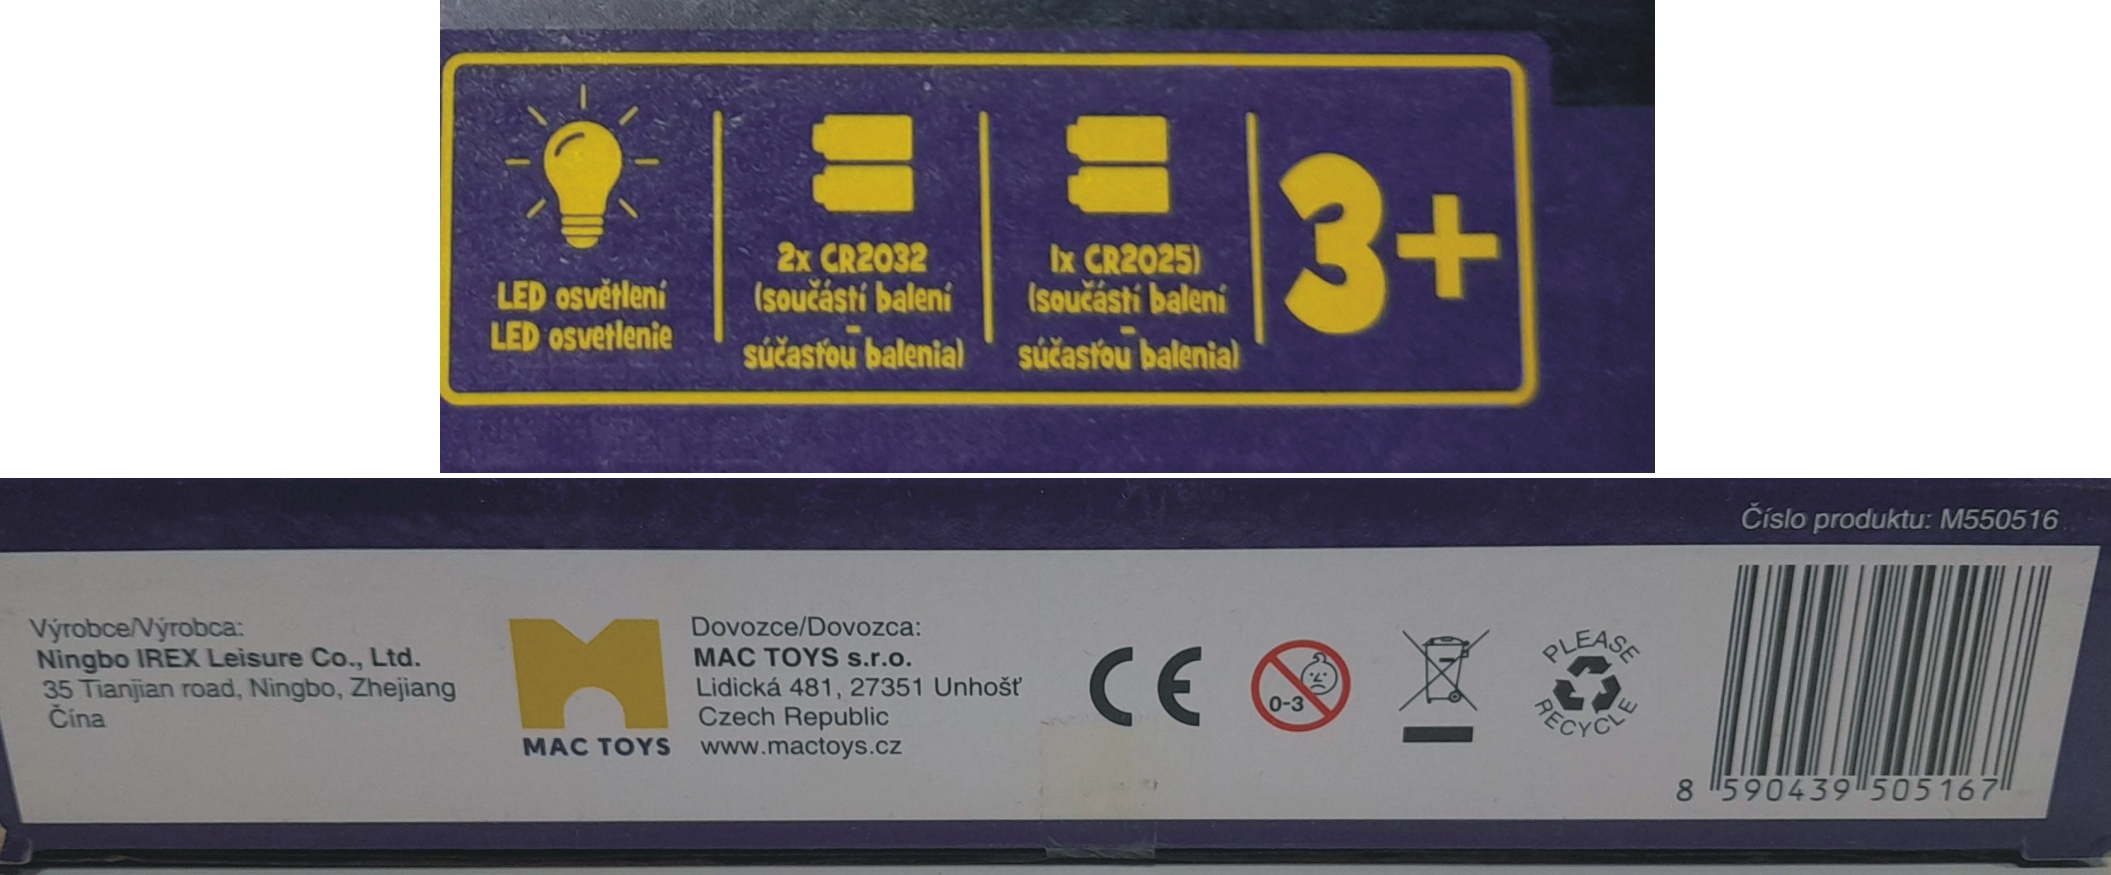 LED osvětlení
LED osvetlenie
2x CR2032
(součástí balení
-
súčasťou balenia)
1x CR2025)
(součástí balení
-
súčasťou balenia)
3+
Číslo produktu: M550516
Výrobce/Výrobca:
Ningbo IREX Leisure Co., Ltd.
35 Tianjian road, Ningbo, Zhejiang
Čína
MAC TOYS
Dovozce/Dovozca:
MAC TOYS s.r.o.
Lidická 481, 27351 Unhošť
Czech Republic
www.mactoys.cz
CE
0-3
PLEASE
RECYCLE
8 590439 505167